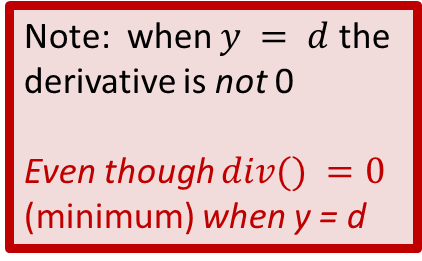 Note: when y = d the
derivative is not 0
Even though div() = 0
(minimum) when y = d